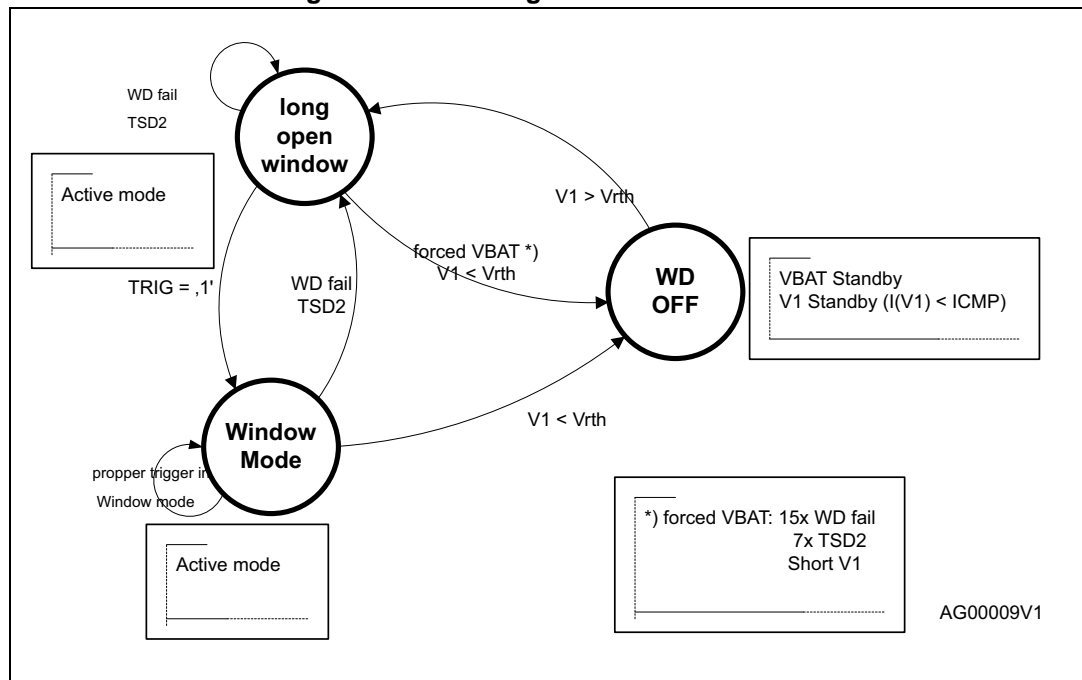 WD fail
TSD2
long
open
window
Active mode
V1 > Vrth
forced VBAT *)
V1 < Vrth
WD
OFF
VBAT Standby
V1 Standby (I(V1) < ICMP)
TRIG = ‚1'
WD fail
TSD2
V1 < Vrth
Window
Mode
propper trigger in
Window mode
Active mode
*) forced VBAT: 15x WD fail
7x TSD2
Short V1
AG00009V1